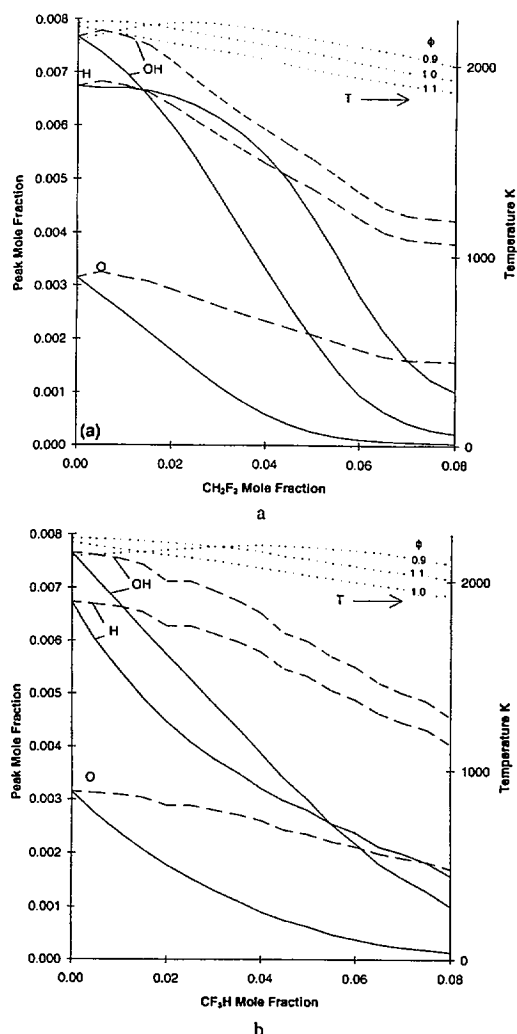 0.008
0.007
0.006
0.005
0.004
0.003
0.002
0.001
0.000
Peak Mole Fraction
OH
H
O
ϕ
0.9
1.0
1.1
T
2000
1000
0
Temperature K
(a)
0.00
0.02
0.04
0.06
0.08
CH₂F₂ Mole Fraction
a
0.008
0.007
0.006
0.005
0.004
0.003
0.002
0.001
0.000
Peak Mole Fraction
OH
H
O
ϕ
0.9
1.1
1.0
T
2000
1000
0
Temperature K
0.00
0.02
0.04
0.06
0.08
CF₃H Mole Fraction
b